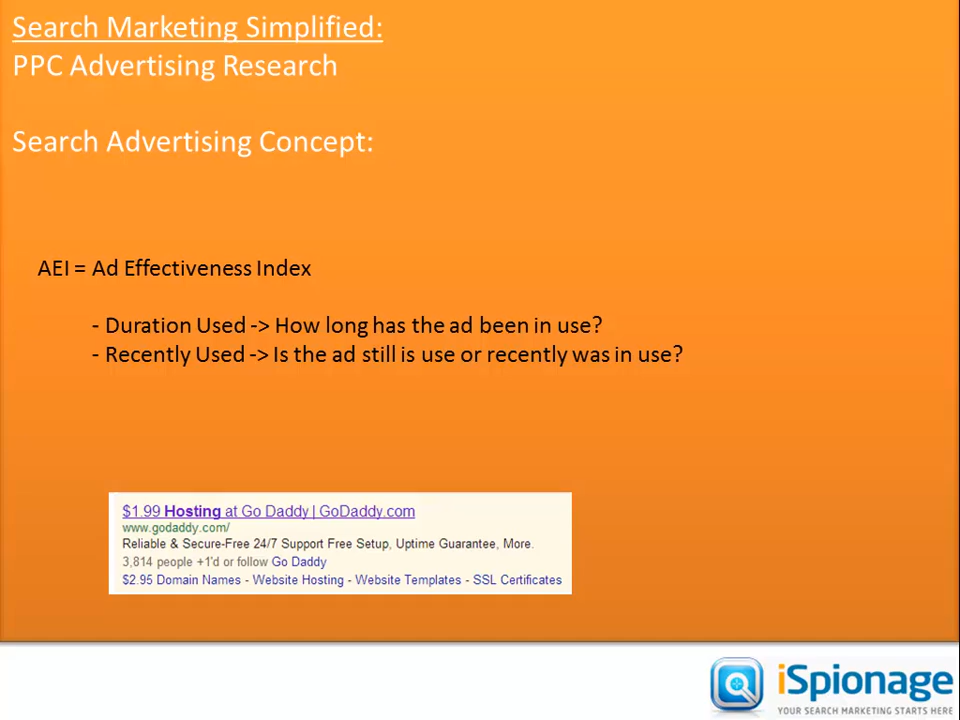 Search Marketing Simplified:
PPC Advertising Research
Search Advertising Concept:
AEI = Ad Effectiveness Index
- Duration Used -> How long has the ad been in use?
- Recently Used -> Is the ad still is use or recently was in use?
$1.99 Hosting at Go Daddy | GoDaddy.com
www.godaddy.com/
Reliable & Secure-Free 24/7 Support Free Setup, Uptime Guarantee, More.
3,814 people +1'd or follow Go Daddy
$2.95 Domain Names - Website Hosting - Website Templates - SSL Certificates
iSpionage
YOUR SEARCH MARKETING STARTS HERE